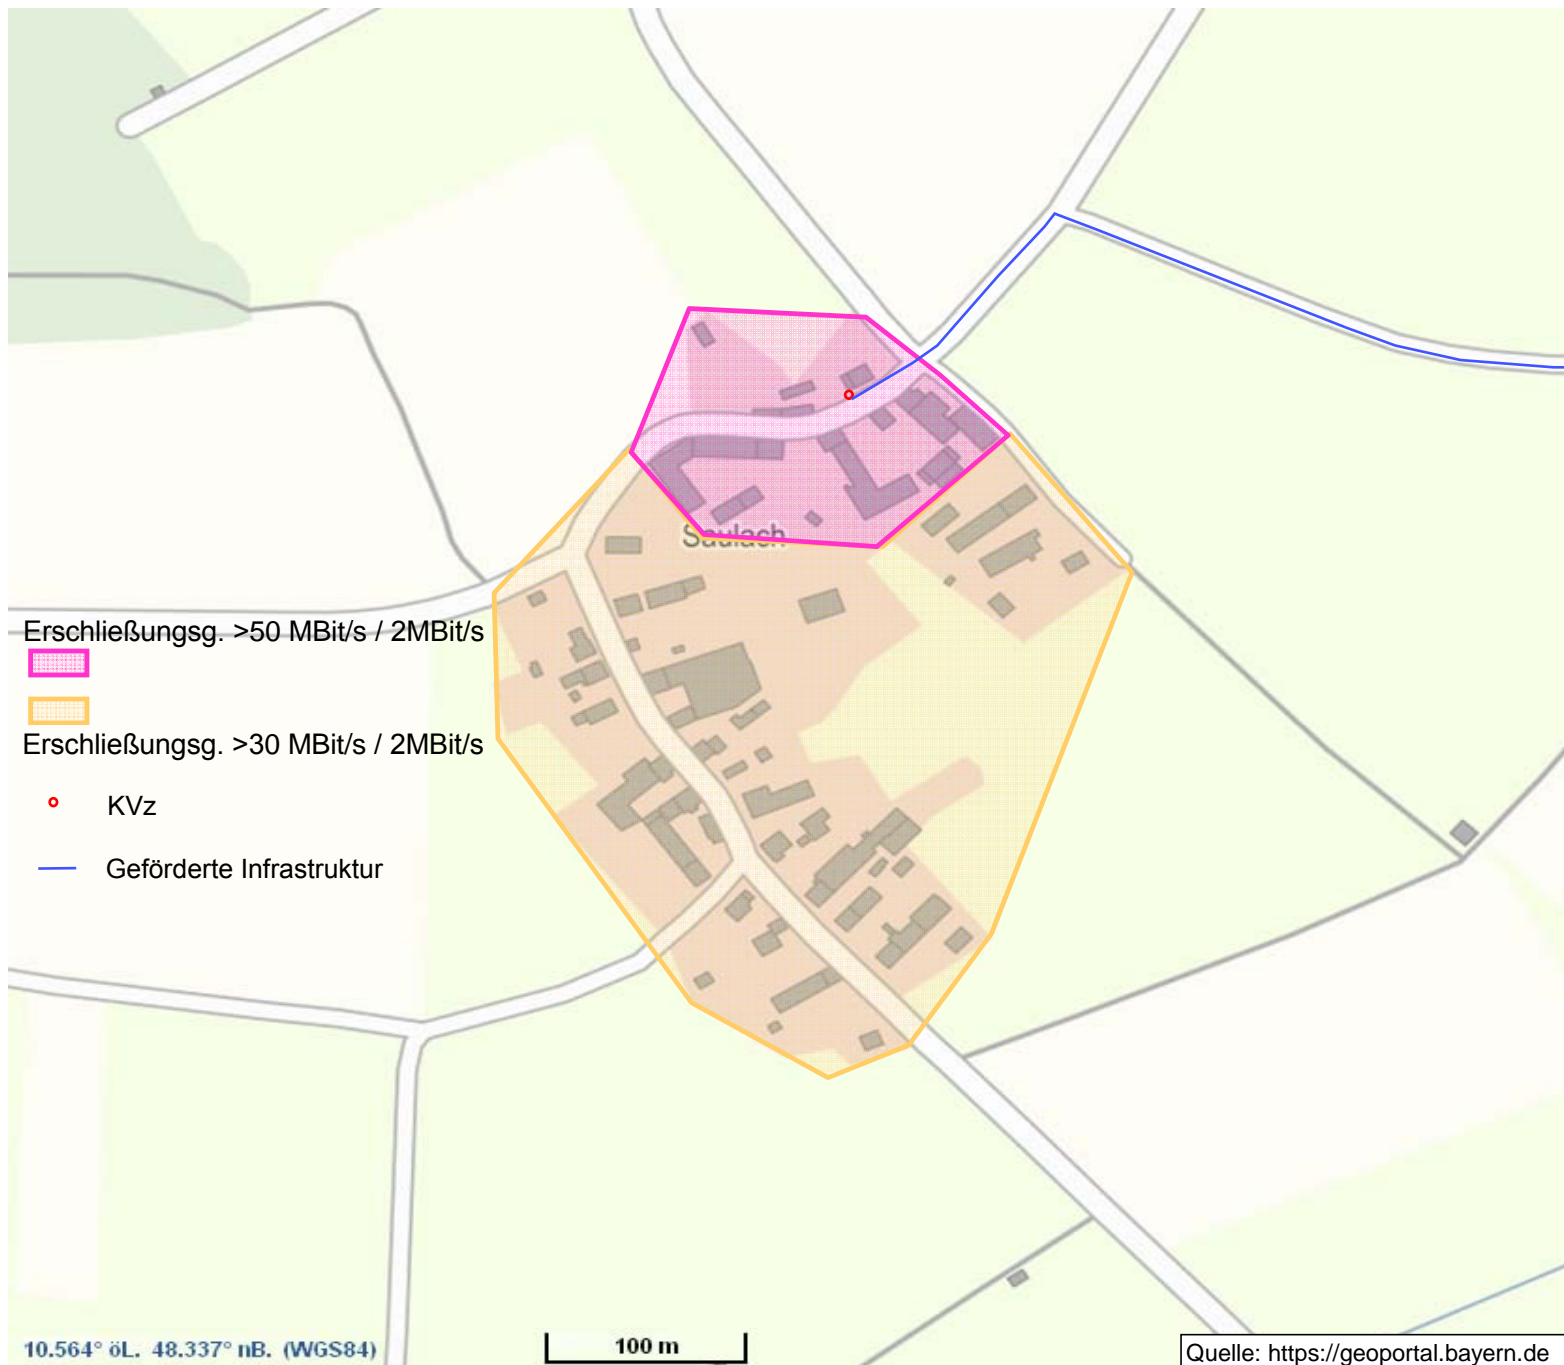 Saulach
Erschließungsg. >50 MBit/s / 2MBit/s
Erschließungsg. >30 MBit/s / 2MBit/s
KVz
Geförderte Infrastruktur
10.564° öL. 48.337° nB. (WGS84)
100 m
Quelle: https://geoportal.bayern.de